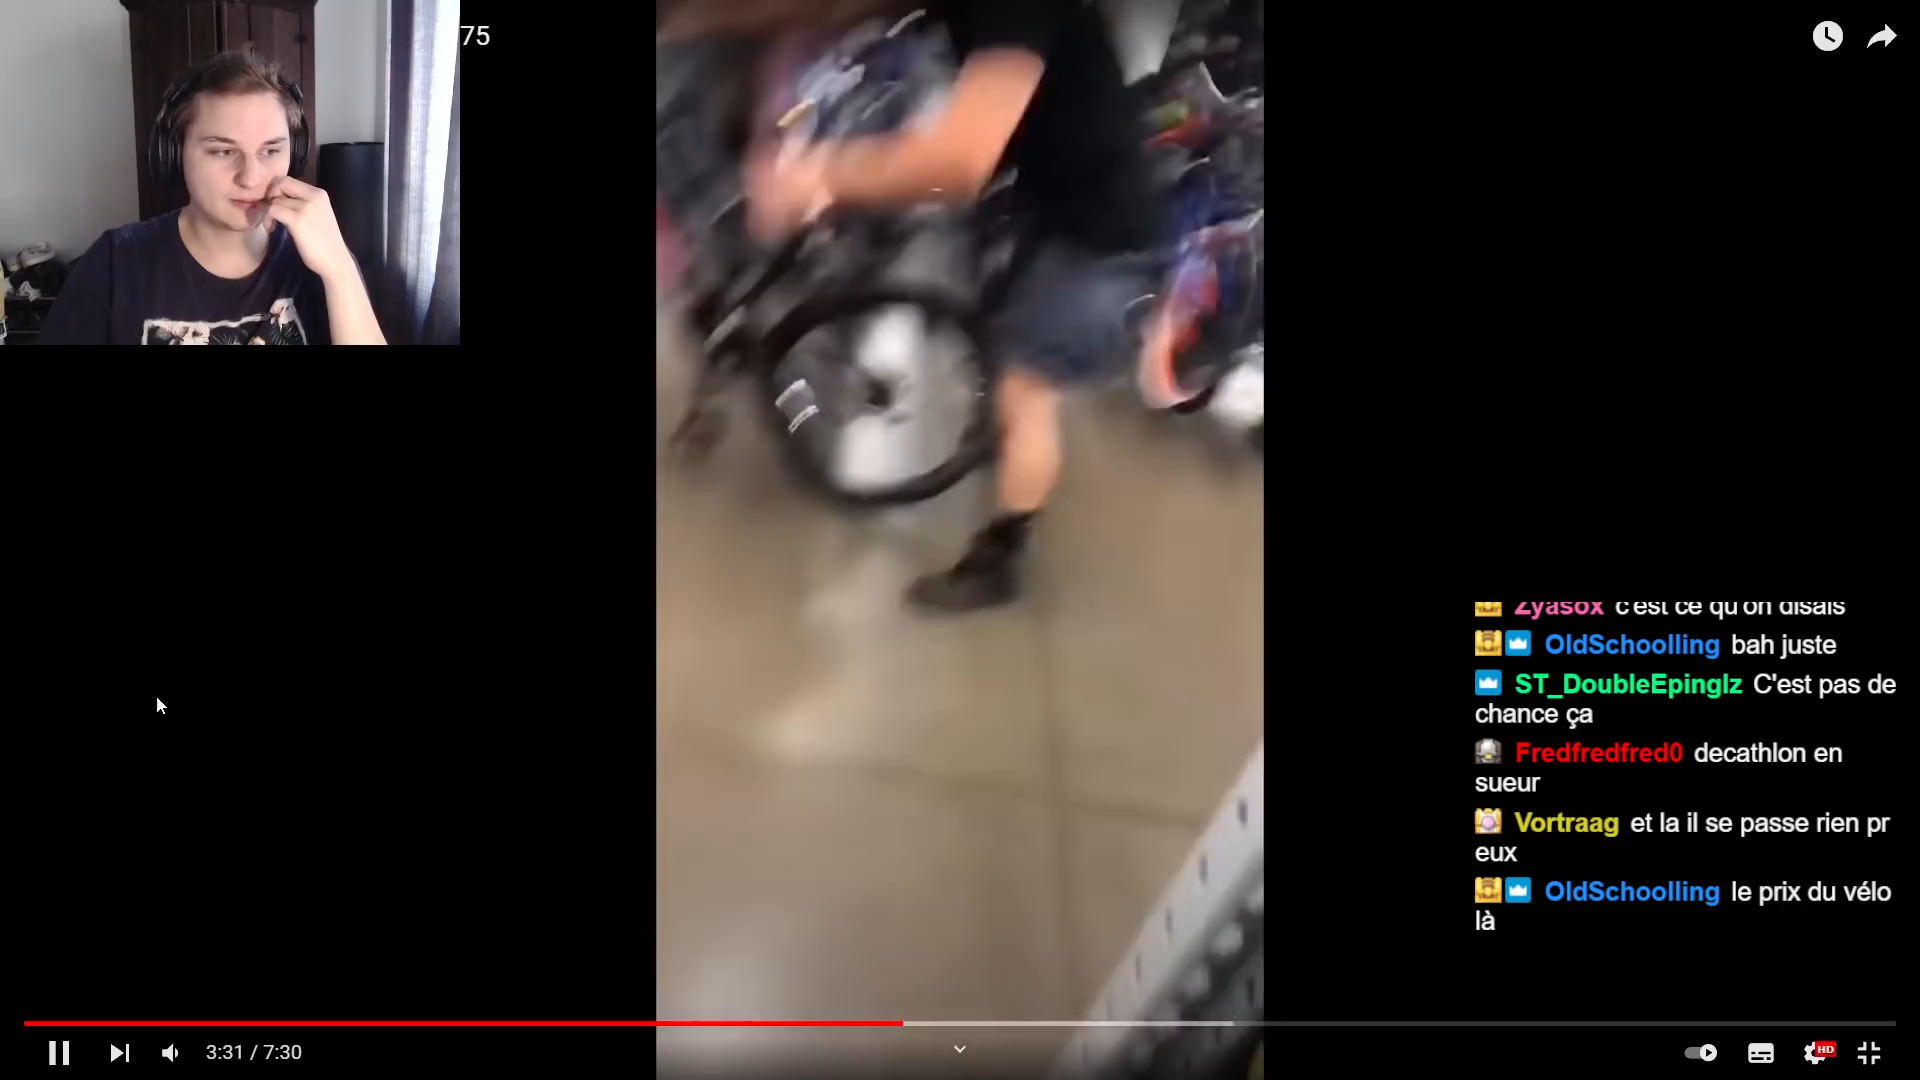 75
Zyasox c'est ce qu'on disais
OldSchoolling bah juste
ST_DoubleEpinglz C'est pas de
chance ça
Fredfredfred0 decathlon en
sueur
Vortraag et la il se passe rien pr
eux
OldSchoolling le prix du vélo
là
3:31 / 7:30
HD